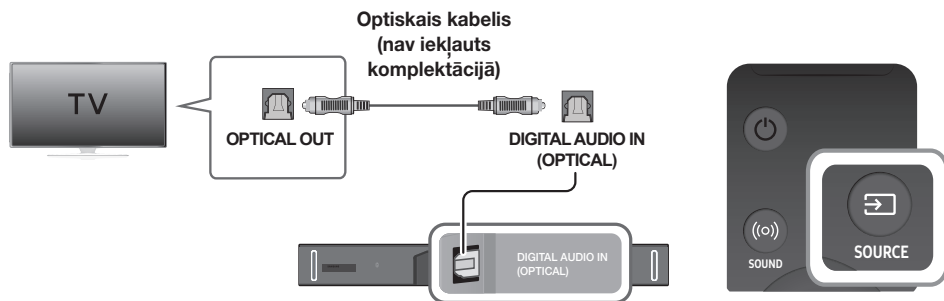 Optiskais kabelis
(nav iekļauts
komplektācijā)
TV
OPTICAL OUT
DIGITAL AUDIO IN
(OPTICAL)
DIGITAL AUDIO IN
(OPTICAL)
SOUND
SOURCE